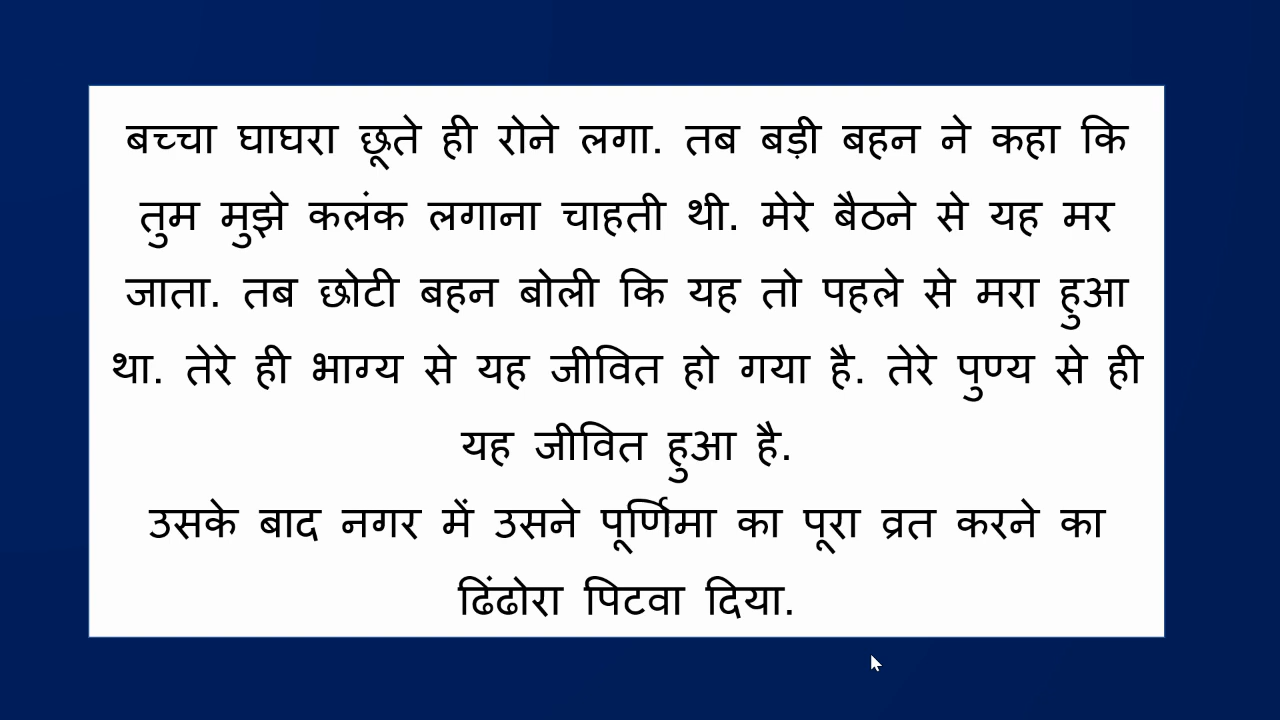 बच्चा घाघरा छूते ही रोने लगा. तब बड़ी बहन ने कहा कि
तुम मुझे कलंक लगाना चाहती थी. मेरे बैठने से यह मर
जाता. तब छोटी बहन बोली कि यह तो पहले से मरा हुआ
था. तेरे ही भाग्य से यह जीवित हो गया है. तेरे पुण्य से ही
यह जीवित हुआ है.
उसके बाद नगर में उसने पूर्णिमा का पूरा व्रत करने का
ढिंढोरा पिटवा दिया.